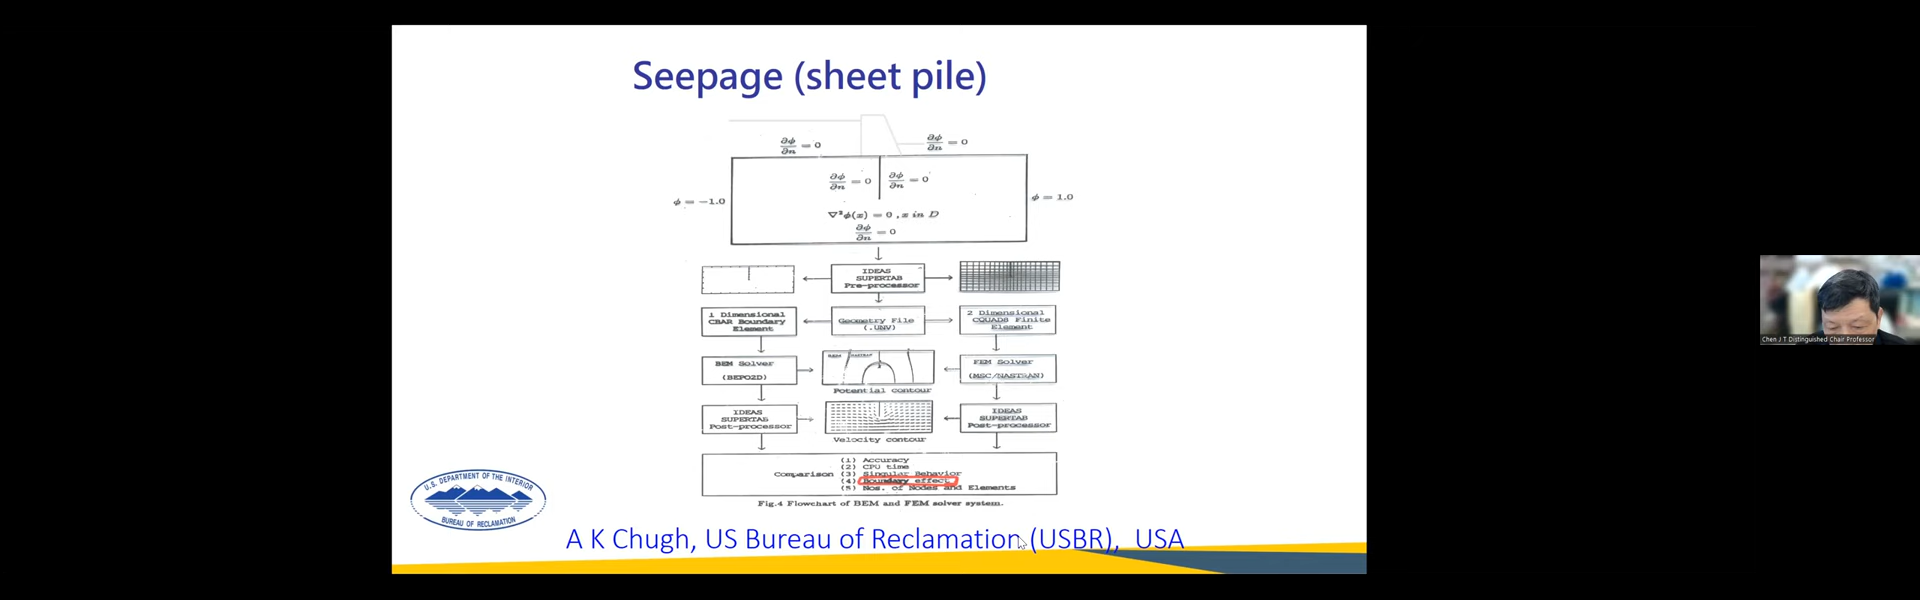 Seepage (sheet pile)
∂φ/∂n = 0
∂φ/∂n = 0
∂φ/∂n = 0
∂φ/∂n = 0
φ = −1.0
φ = 1.0
∇²φ(x) = 0 , x in D
∂φ/∂n = 0
IDEAS
SUPERTAB
Pre-processor
1 Dimensional
CBAR Boundary
Element
Geometry File
(.UNV)
2 Dimensional
CQUAD8 Finite
Element
BEM Solver
(BEPO2D)
Potential contour
FEM Solver
(MSC/NASTRAN)
IDEAS
SUPERTAB
Post-processor
Velocity contour
IDEAS
SUPERTAB
Post-processor
(1) Accuracy
(2) CPU time
Comparison (3) Singular Behavior
(4) Boundary effect
(5) Nos. of Nodes and Elements
Fig.4 Flowchart of BEM and FEM solver system.
U.S. DEPARTMENT OF THE INTERIOR
BUREAU OF RECLAMATION
A K Chugh, US Bureau of Reclamation (USBR), USA
Chen J T Distinguished Chair Professor